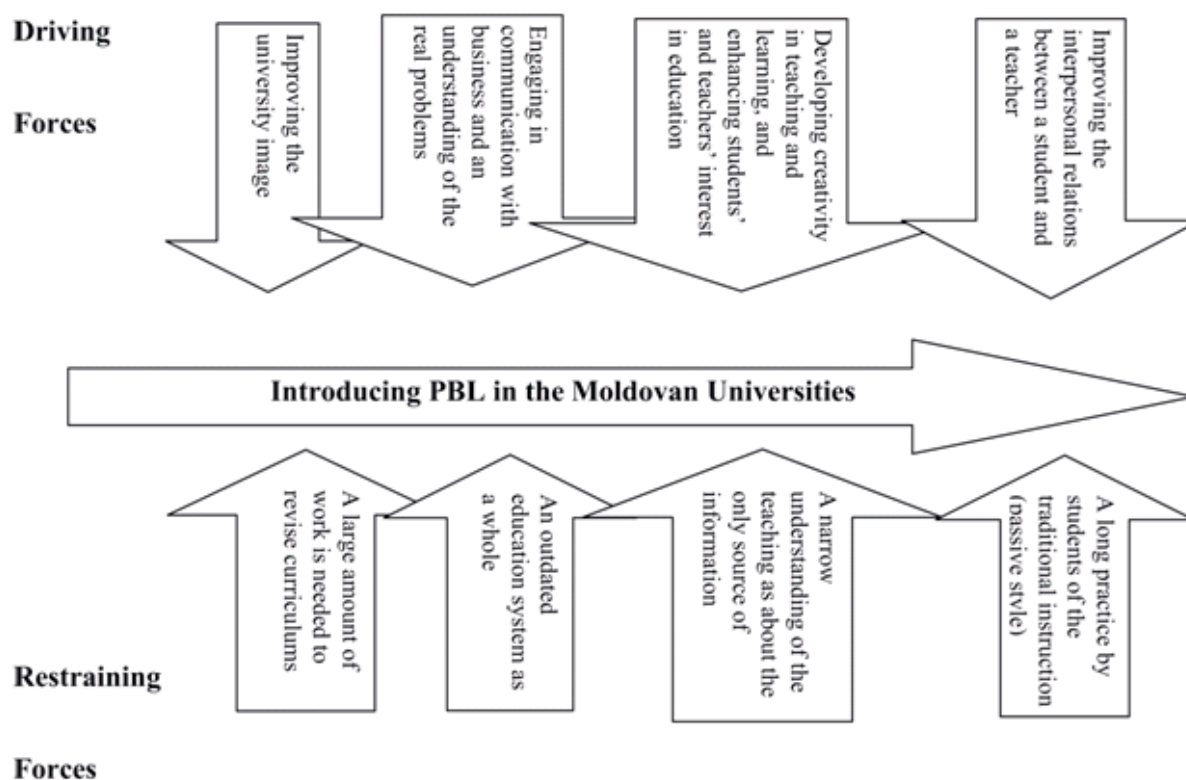 Driving
Forces
Improving the
university image
Engaging in
communication with
business and an
understanding of the
real problems
Developing creativity
in teaching and
learning, and
enhancing students'
and teachers' interest
in education
Improving the
interpersonal relations
between a student and
a teacher
Introducing PBL in the Moldovan Universities
A large amount of
work is needed to
revise curriculums
An outdated
education system as
a whole
A narrow
understanding of the
teaching as about the
only source of
information
A long practice by
students of the
traditional instruction
(passive style)
Restraining
Forces